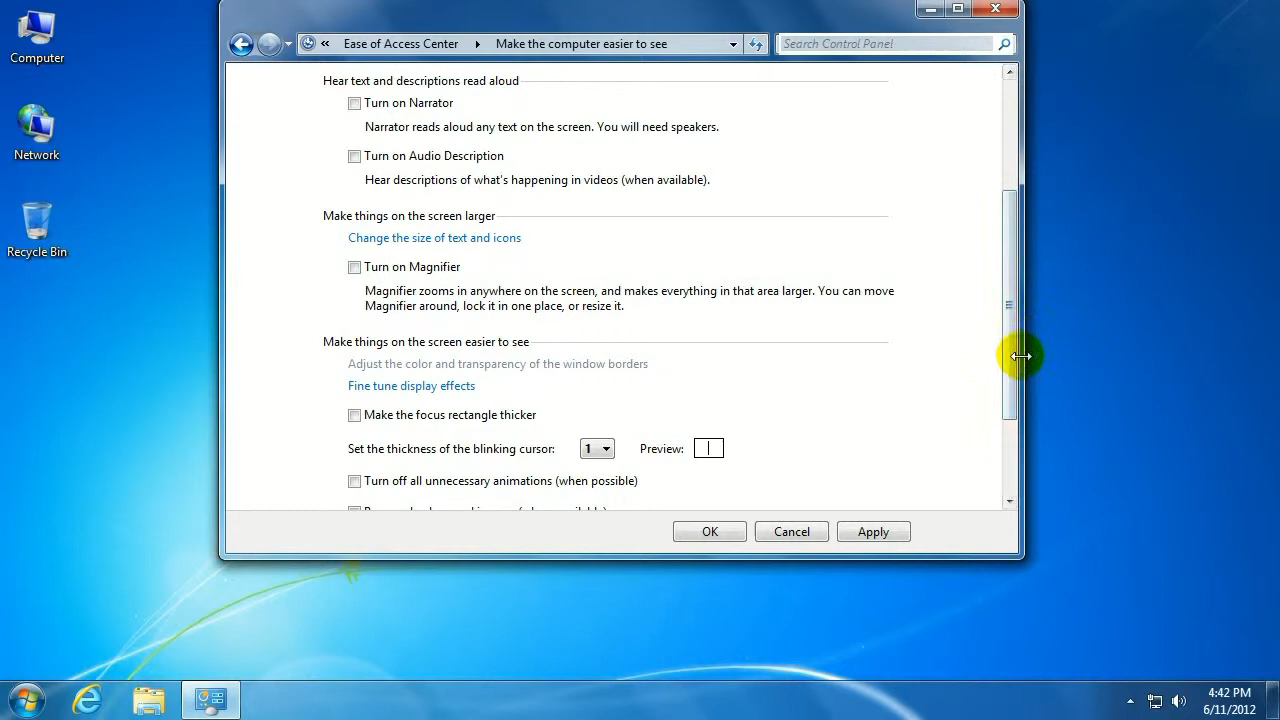 Computer
Network
Recycle Bin
« Ease of Access Center Make the computer easier to see
Search Control Panel
Hear text and descriptions read aloud
Turn on Narrator
Narrator reads aloud any text on the screen. You will need speakers.
Turn on Audio Description
Hear descriptions of what's happening in videos (when available).
Make things on the screen larger
Change the size of text and icons
Turn on Magnifier
Magnifier zooms in anywhere on the screen, and makes everything in that area larger. You can move
Magnifier around, lock it in one place, or resize it.
Make things on the screen easier to see
Adjust the color and transparency of the window borders
Fine tune display effects
Make the focus rectangle thicker
Set the thickness of the blinking cursor: 1 Preview:
Turn off all unnecessary animations (when possible)
OK Cancel Apply
4:42 PM
6/11/2012